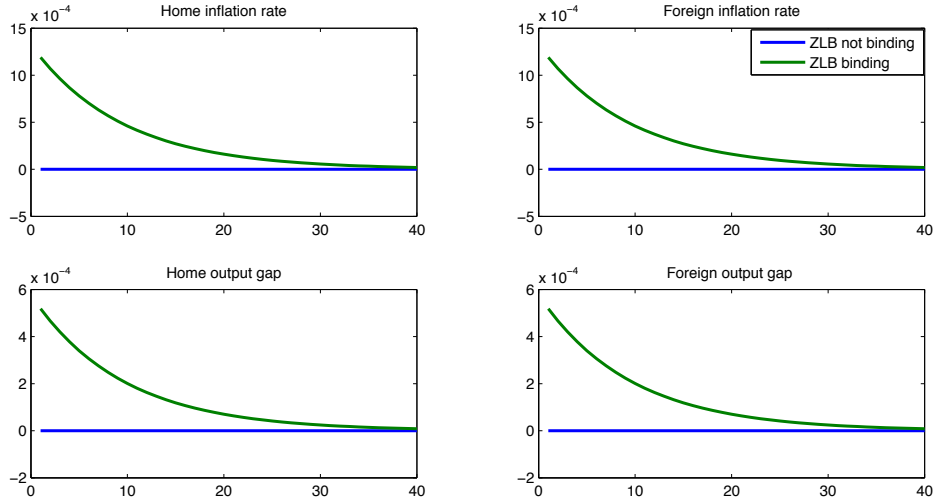 Home inflation rate
x 10⁻⁴
15
10
5
0
−5
0 10 20 30 40
Foreign inflation rate
x 10⁻⁴
15
10
5
0
−5
0 10 20 30 40
ZLB not binding
ZLB binding
Home output gap
x 10⁻⁴
6
4
2
0
−2
0 10 20 30 40
Foreign output gap
x 10⁻⁴
6
4
2
0
−2
0 10 20 30 40